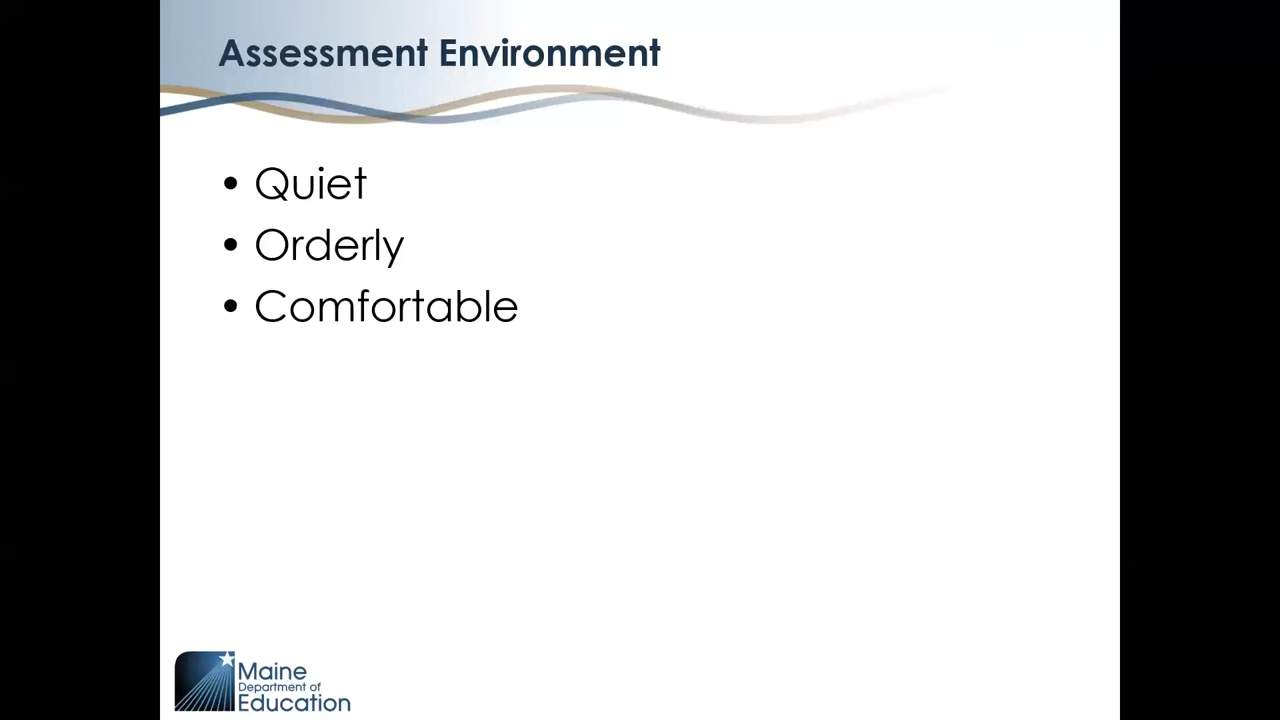 Assessment Environment
• Quiet
• Orderly
• Comfortable
Maine
Department of
Education